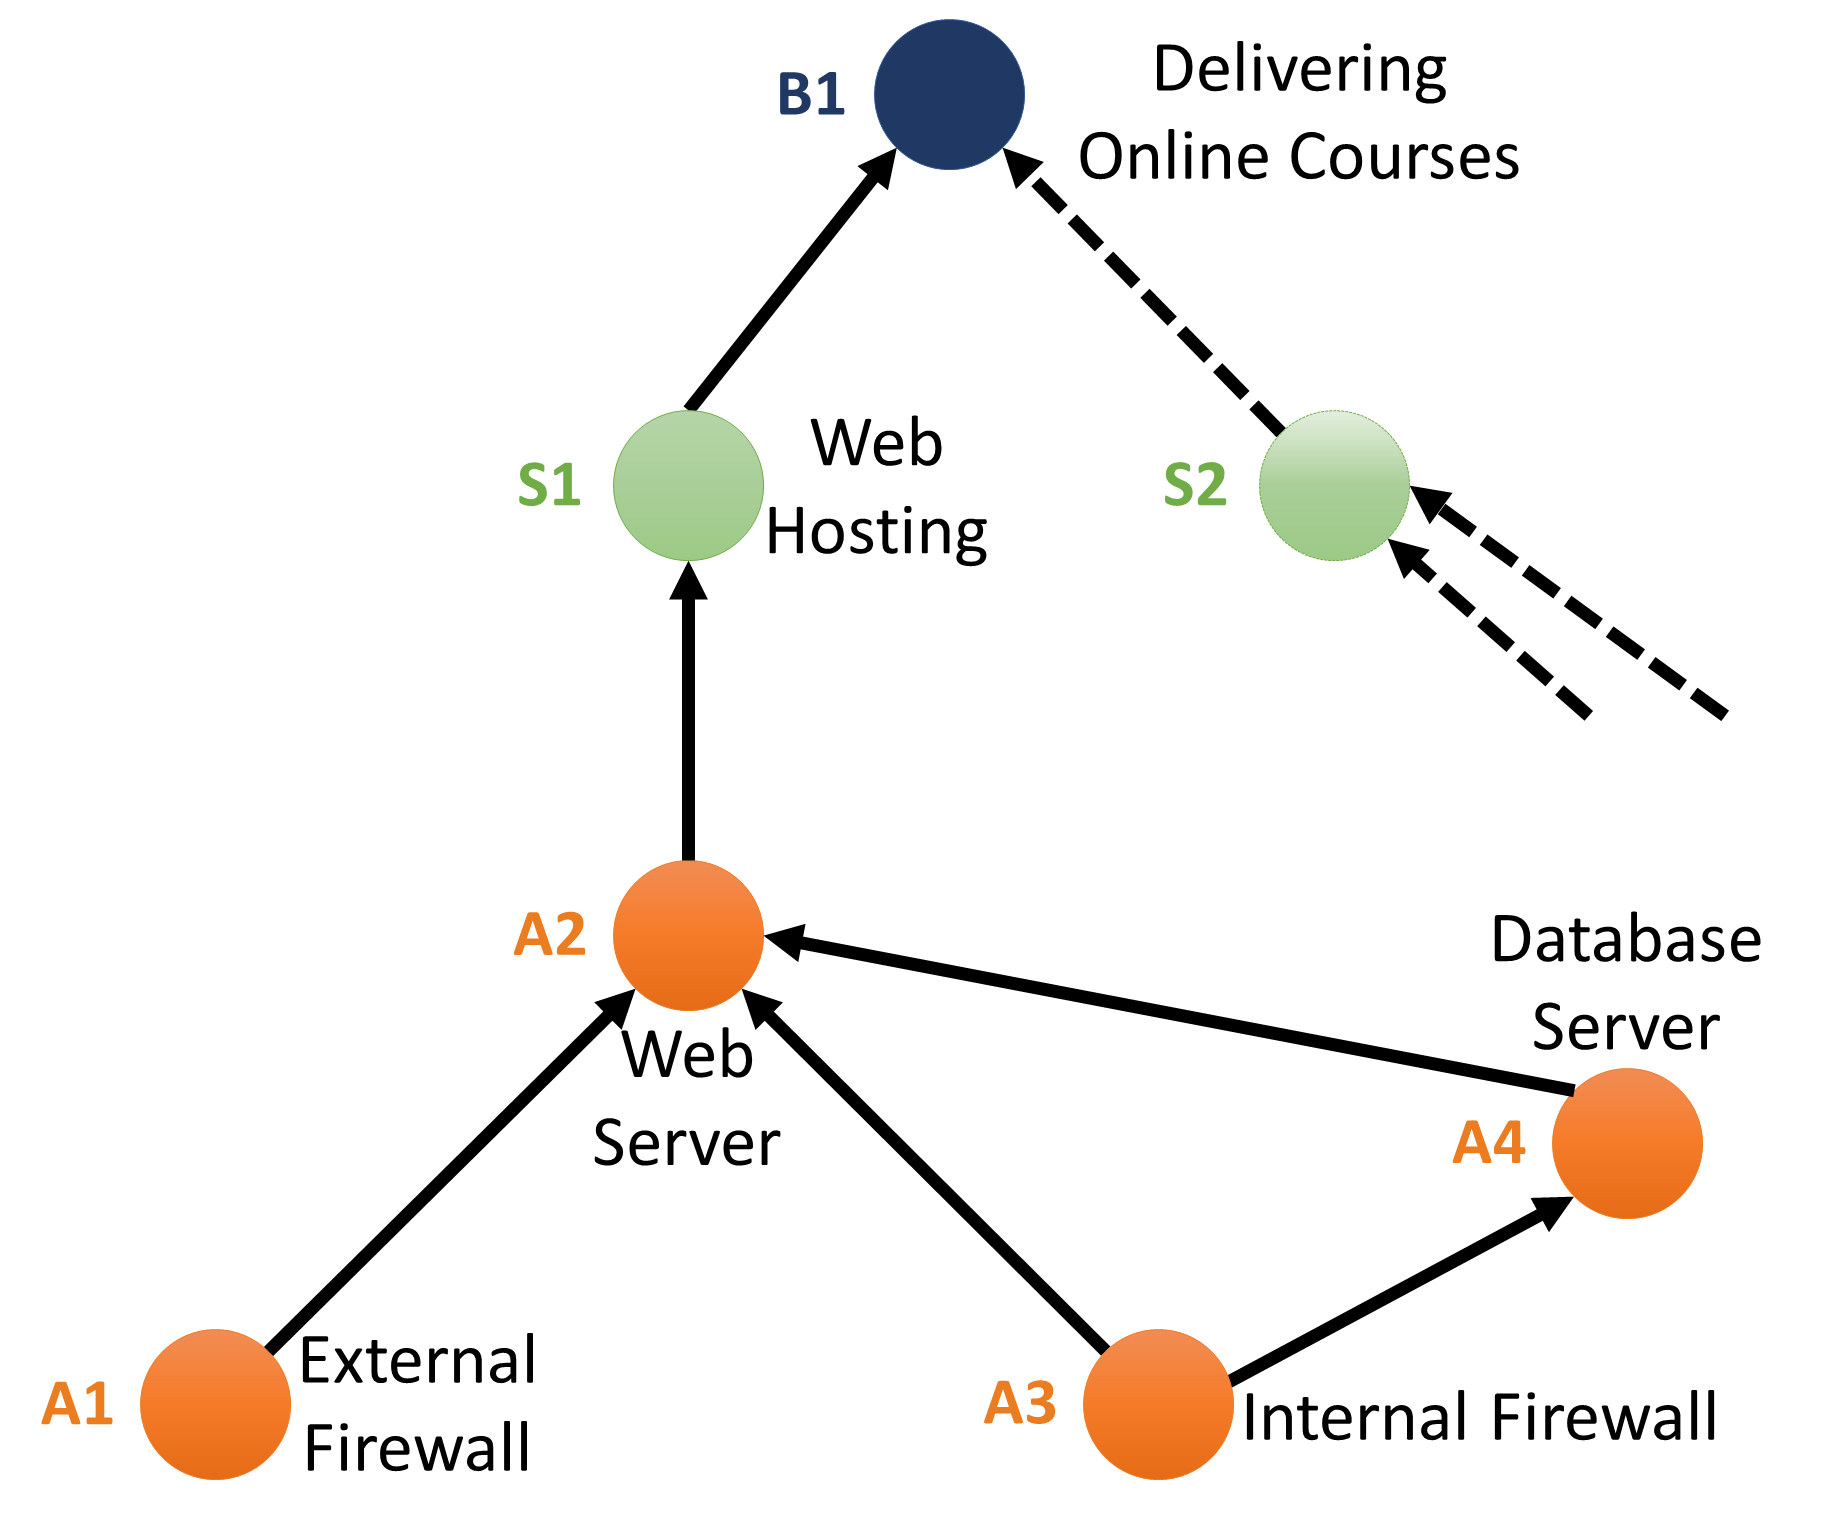 B1
Delivering
Online Courses
S1
Web
Hosting
S2
A2
Web
Server
Database
Server
A4
A1
External
Firewall
A3
Internal Firewall